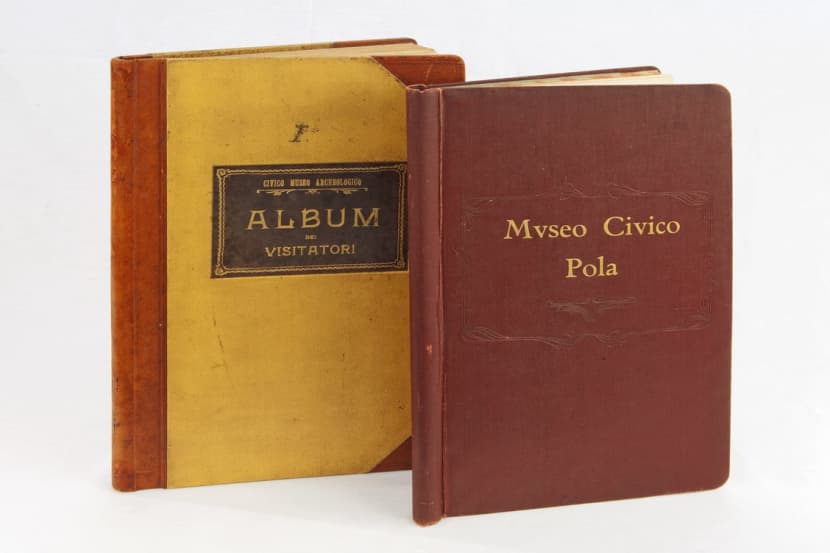 CIVICO MUSEO ARCHEOLOGICO
ALBUM
DEI
VISITATORI
Mvseo Civico
Pola